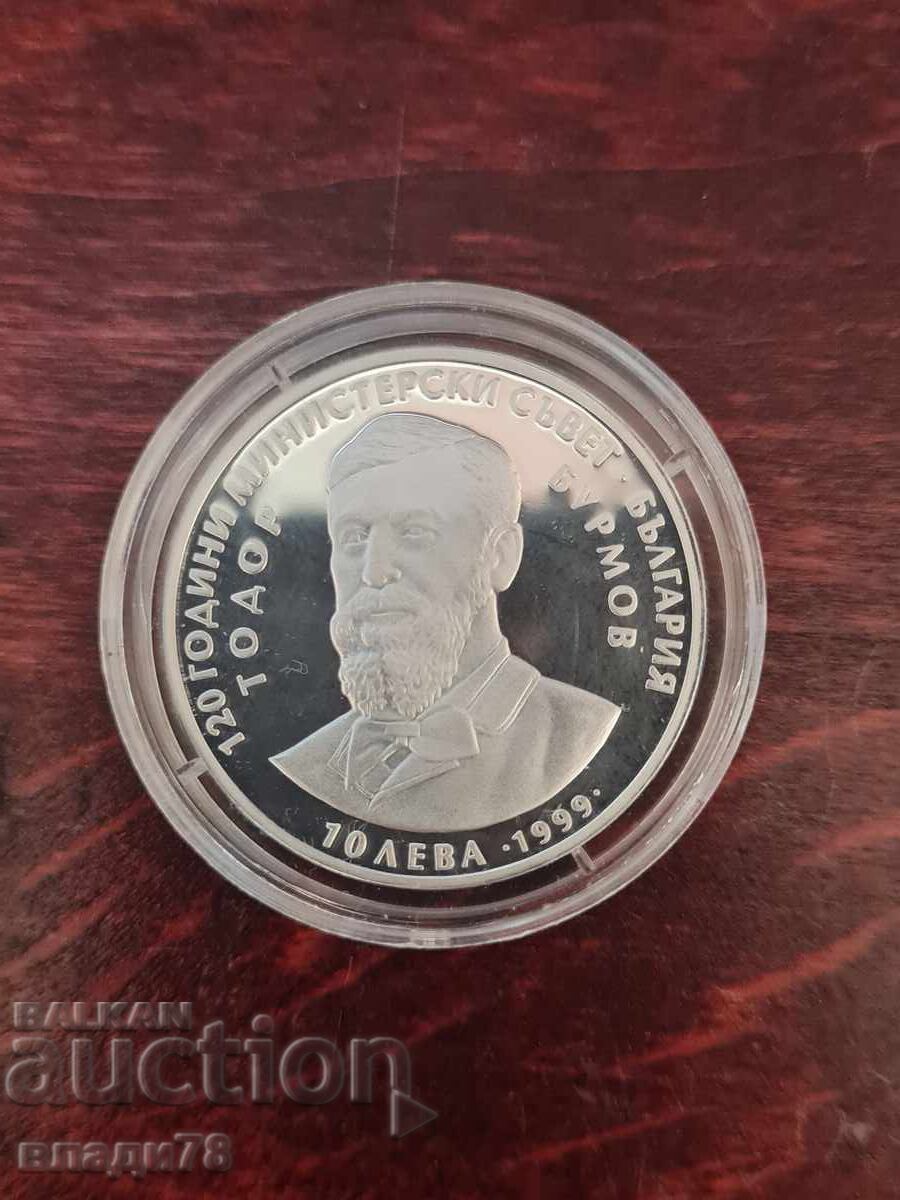 120 ГОДИНИ МИНИСТЕРСКИ СЪВЕТ · БЪЛГАРИЯ
ТОДОР БУРМОВ
10 ЛЕВА · 1999 ·
BALKAN
auction
влади78